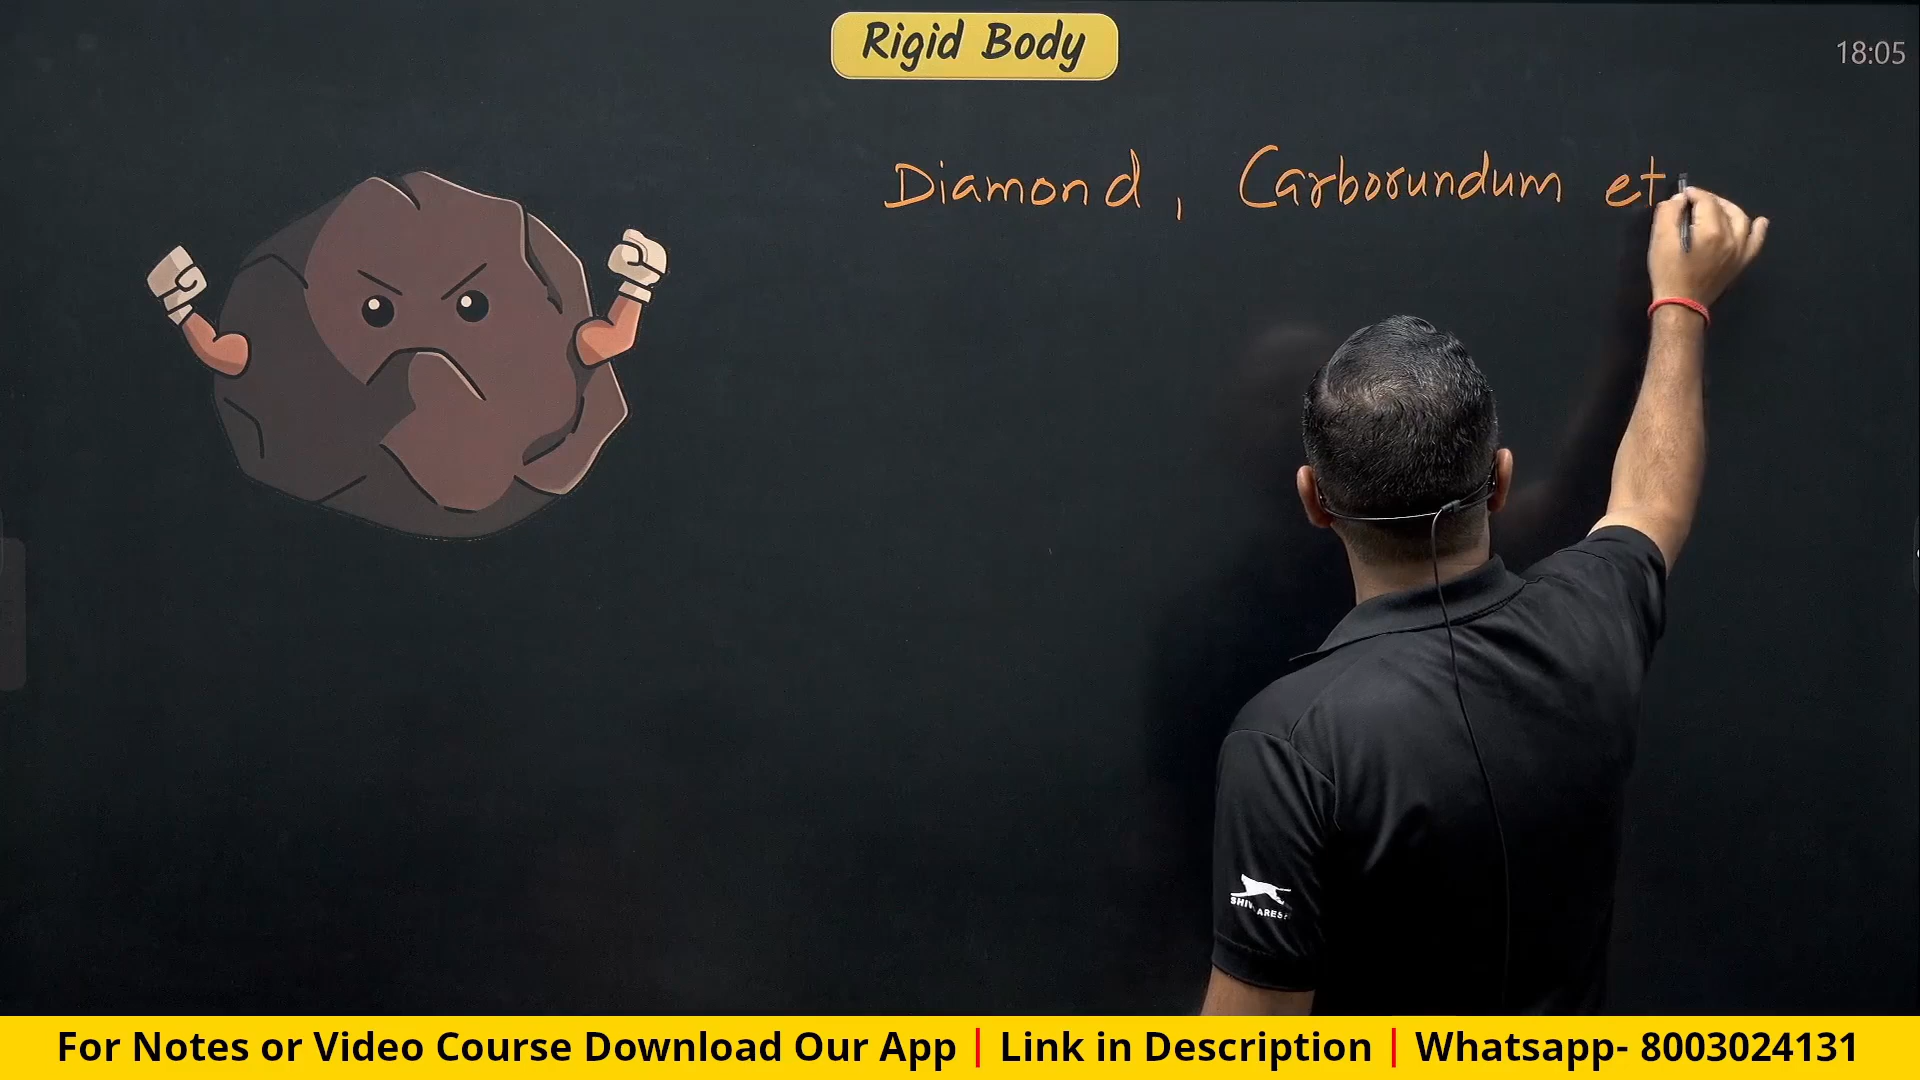 Rigid Body
18:05
Diamond, Carborundum et
For Notes or Video Course Download Our App | Link in Description | Whatsapp- 8003024131